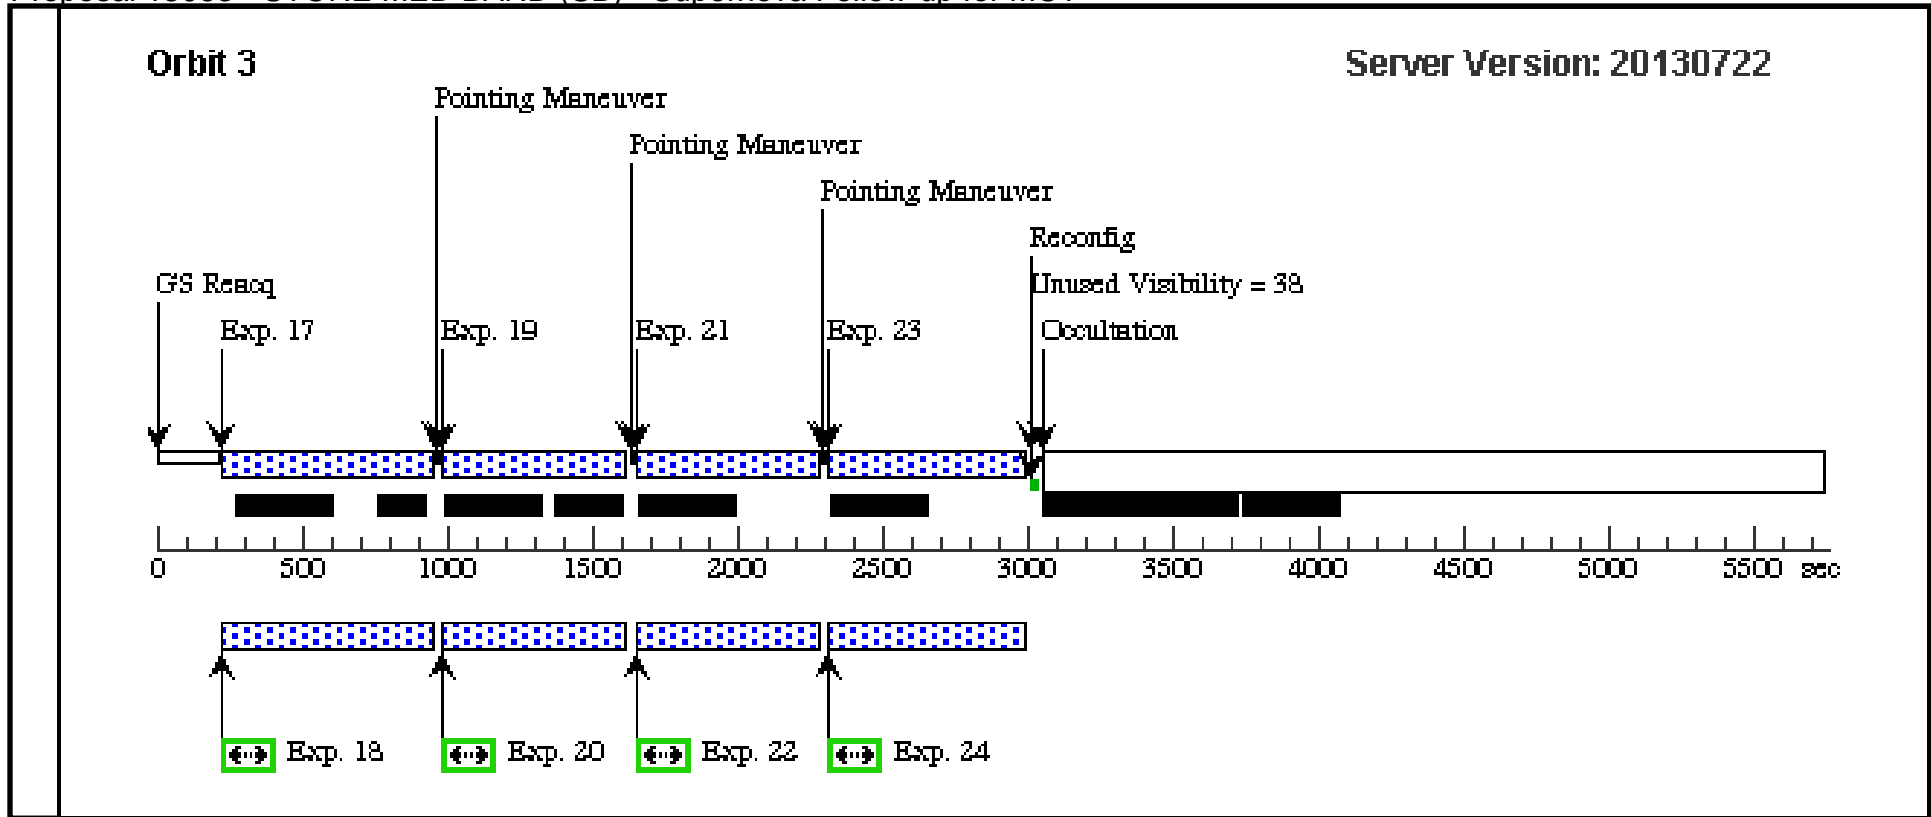 Orbit 3
Server Version: 20130722
Pointing Maneuver
Pointing Maneuver
Pointing Maneuver
Reconfig
GS Reacq
Unused Visibility = 38
Exp. 17
Exp. 19
Exp. 21
Exp. 23
Occultation
0 500 1000 1500 2000 2500 3000 3500 4000 4500 5000 5500 sec
Exp. 18
Exp. 20
Exp. 22
Exp. 24